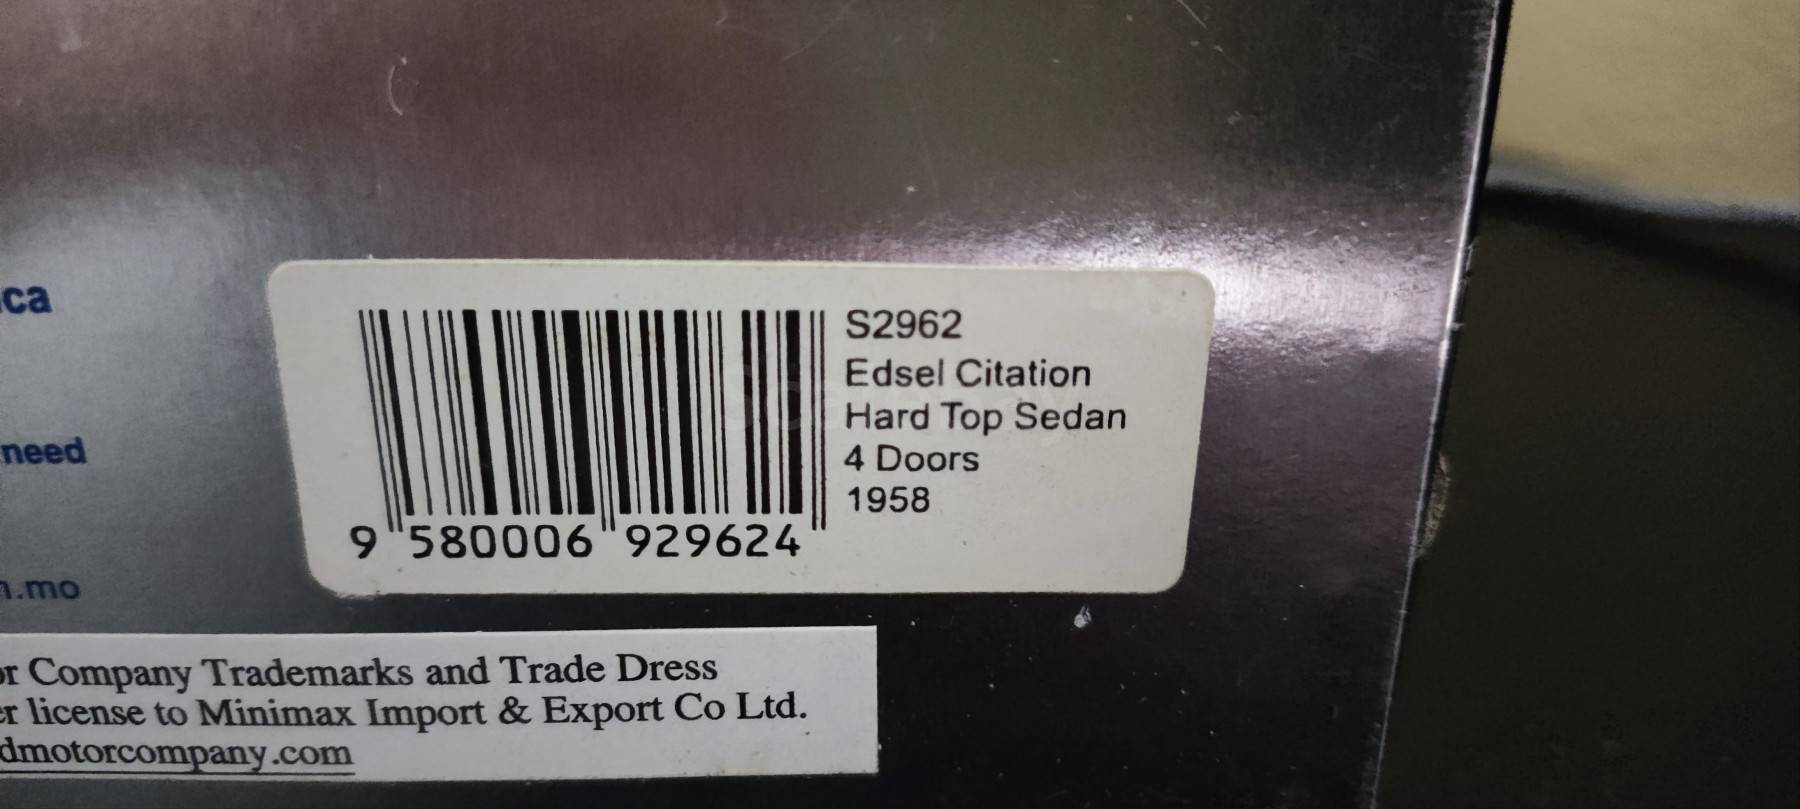 ca
need
.mo
S2962
Edsel Citation
Hard Top Sedan
4 Doors
1958
9 580006 929624
r Company Trademarks and Trade Dress
er license to Minimax Import & Export Co Ltd.
dmotorcompany.com